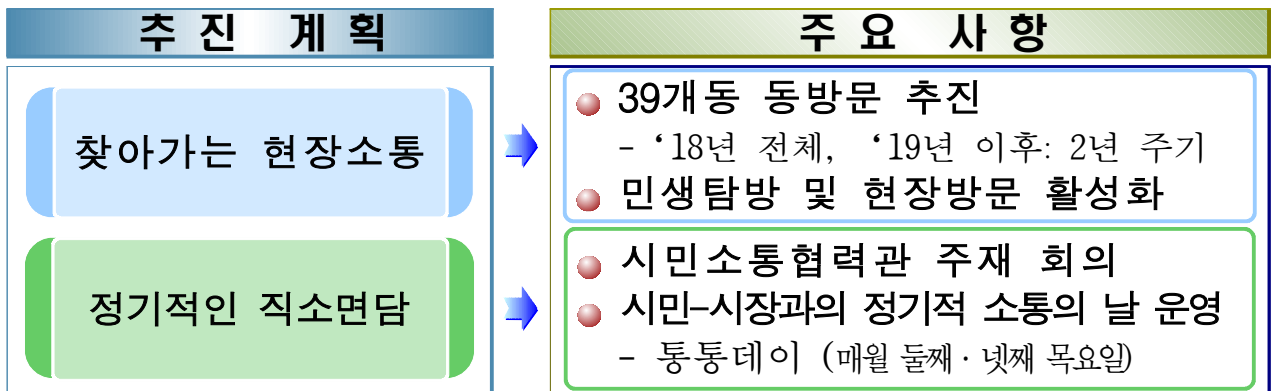 추진 계획
주요 사항
찾아가는 현장소통
39개동 동방문 추진
- ‘18년 전체, ‘19년 이후: 2년 주기
민생탐방 및 현장방문 활성화
정기적인 직소면담
시민소통협력관 주재 회의
시민-시장과의 정기적 소통의 날 운영
- 통통데이 (매월 둘째·넷째 목요일)